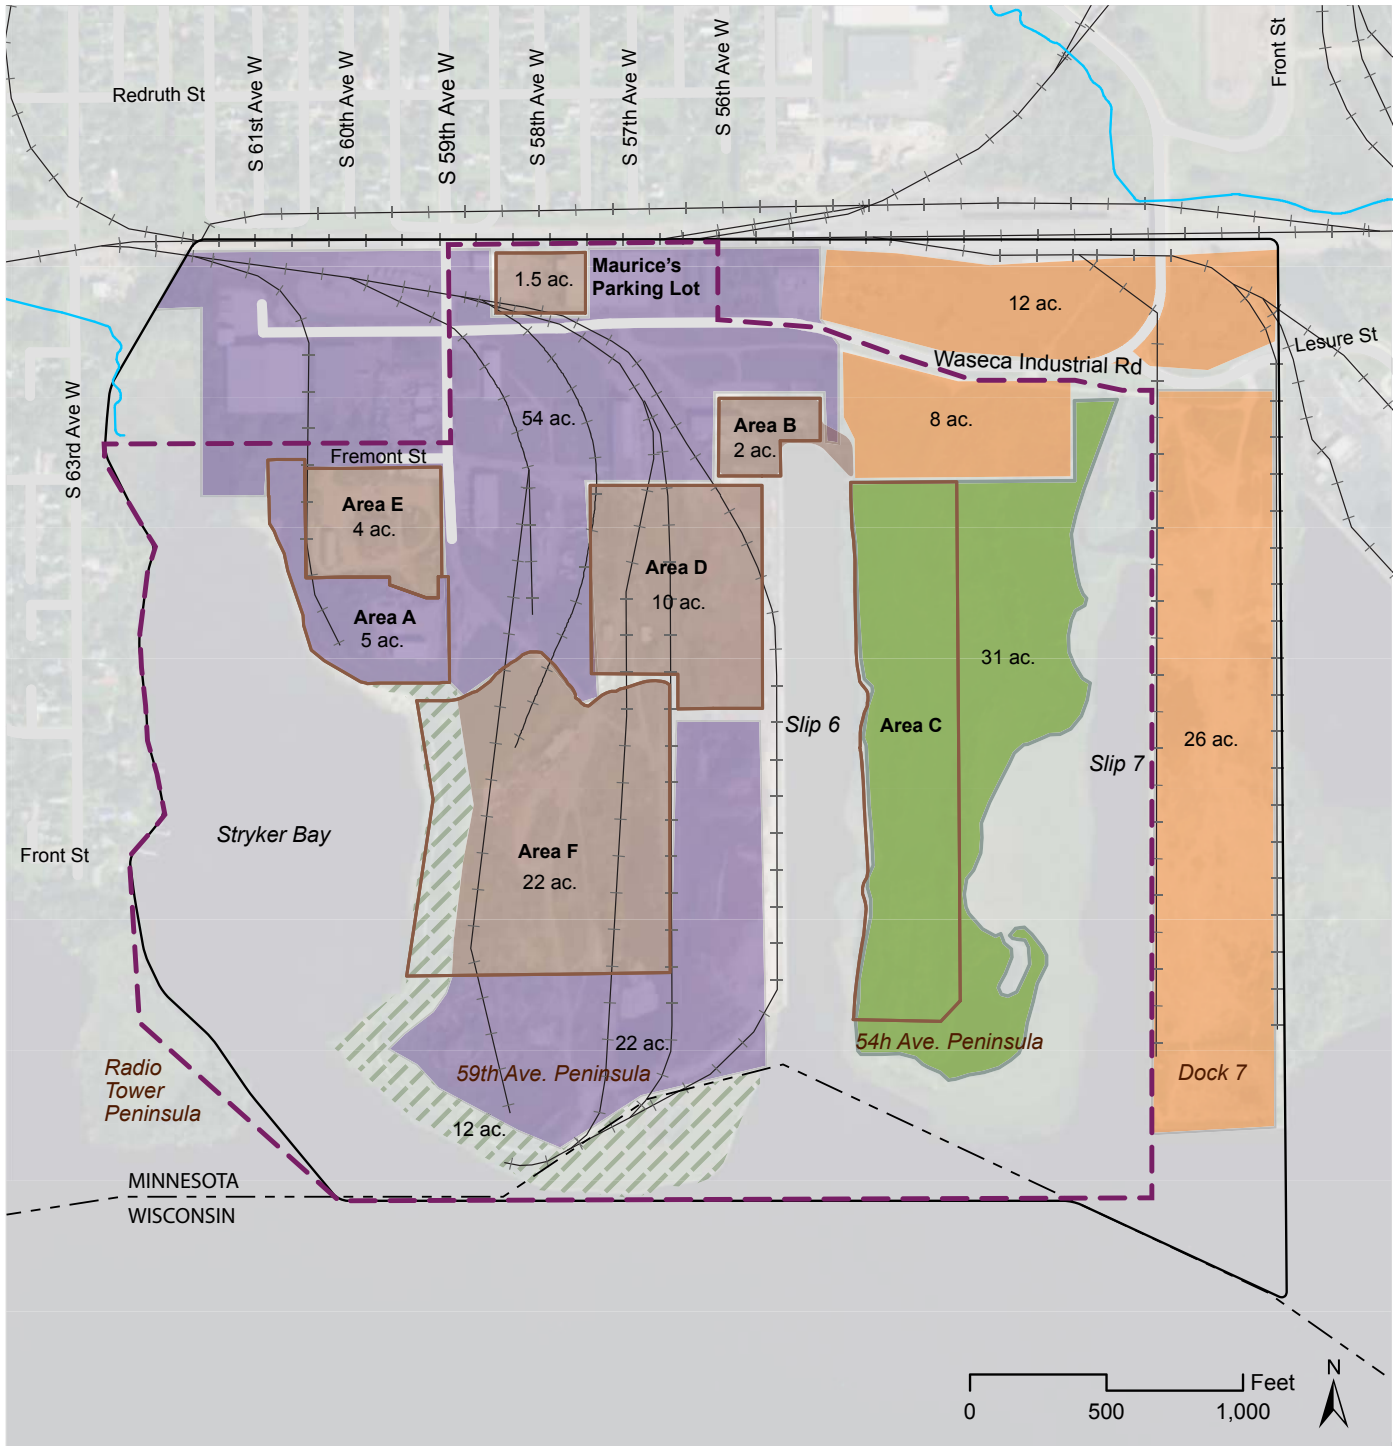 Redruth St
S 61st Ave W
S 60th Ave W
S 59th Ave W
S 58th Ave W
S 57th Ave W
S 56th Ave W
Front St
1.5 ac.
Maurice's
Parking Lot
12 ac.
Lesure St
Waseca Industrial Rd
S 63rd Ave W
54 ac.
Area B
2 ac.
8 ac.
Fremont St
Area E
4 ac.
Area D
10 ac.
Area A
5 ac.
31 ac.
Slip 6
Area C
Slip 7
26 ac.
Stryker Bay
Front St
Area F
22 ac.
22 ac.
54h Ave. Peninsula
59th Ave. Peninsula
Dock 7
Radio
Tower
Peninsula
12 ac.
MINNESOTA
WISCONSIN
N
Feet
0
500
1,000